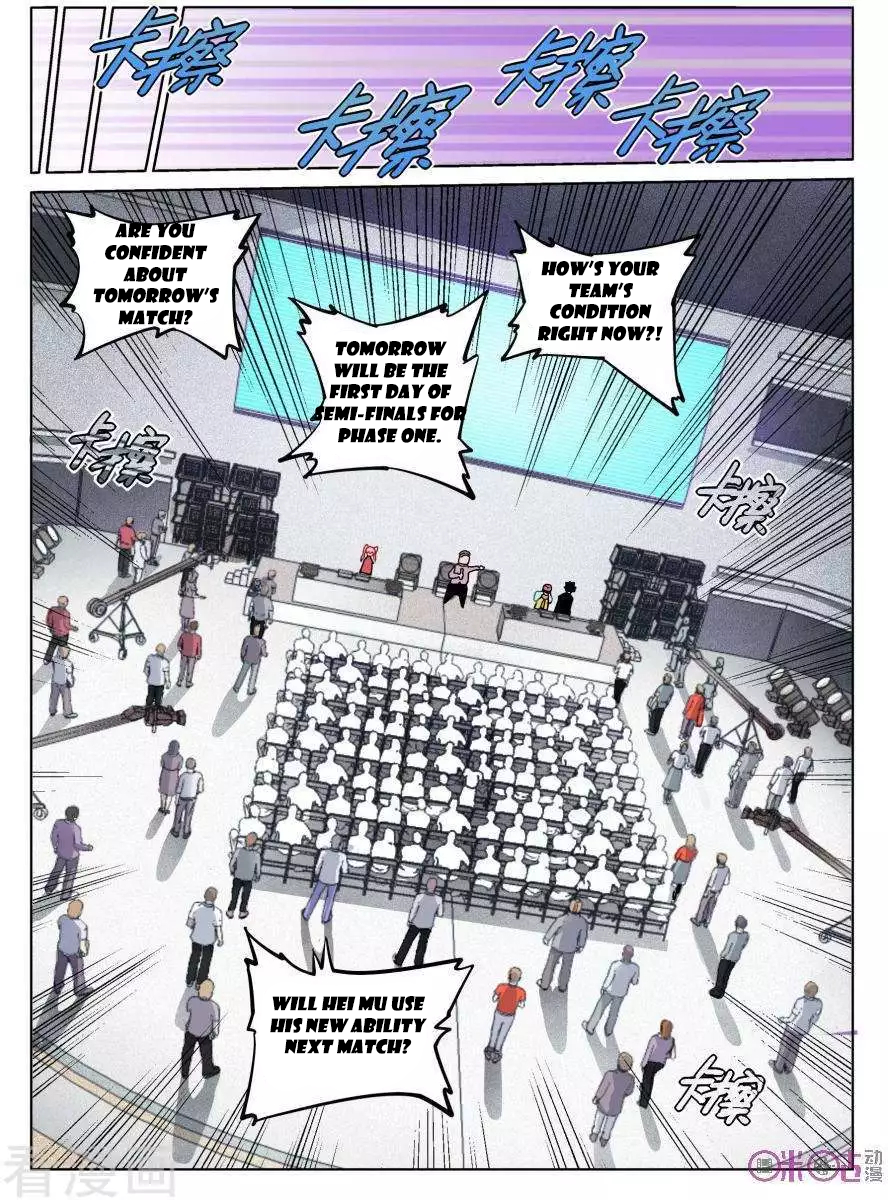 卡擦
卡擦
卡擦
卡擦
ARE YOU
CONFIDENT
ABOUT
TOMORROW'S
MATCH?
TOMORROW
WILL BE THE
FIRST DAY OF
SEMI-FINALS FOR
PHASE ONE.
HOW'S YOUR
TEAM'S
CONDITION
RIGHT NOW?!
卡擦
卡擦
WILL HEI MU USE
HIS NEW ABILITY
NEXT MATCH?
卡擦
看漫画
动漫